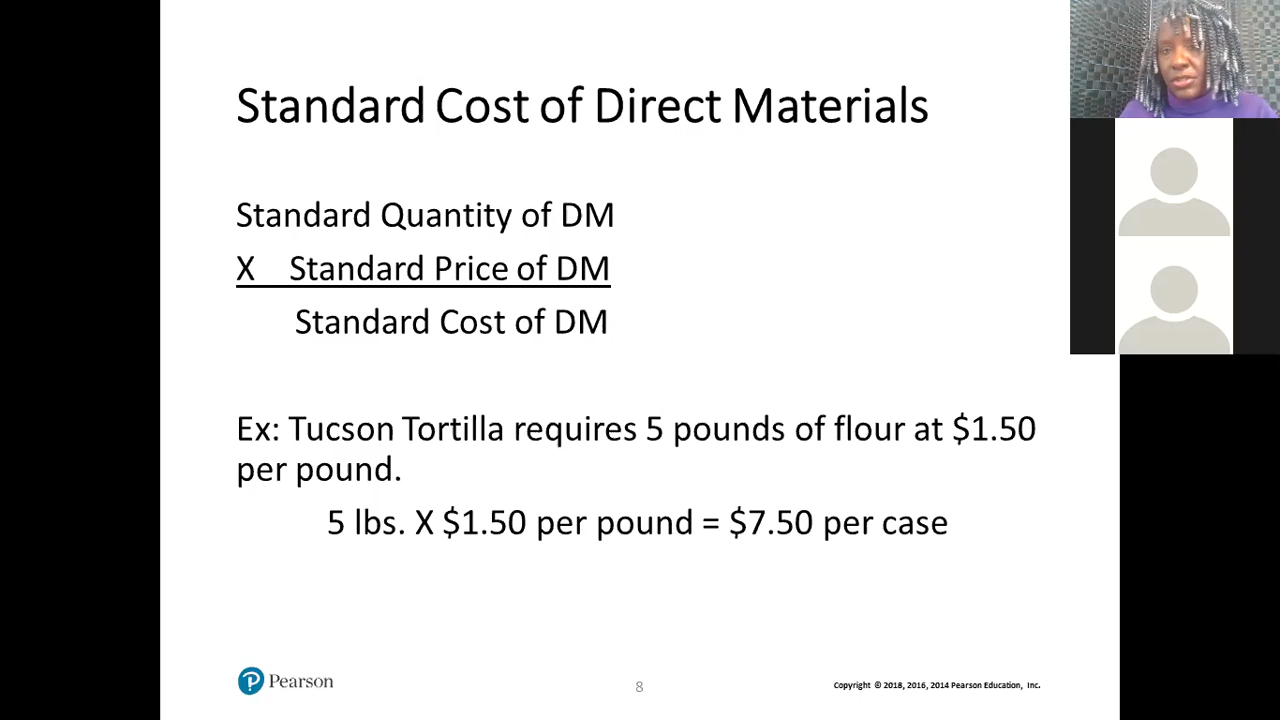 Standard Cost of Direct Materials
Standard Quantity of DM
X Standard Price of DM
Standard Cost of DM
Ex: Tucson Tortilla requires 5 pounds of flour at $1.50
per pound.
5 lbs. X $1.50 per pound = $7.50 per case
P Pearson
8
Copyright © 2018, 2016, 2014 Pearson Education, Inc.